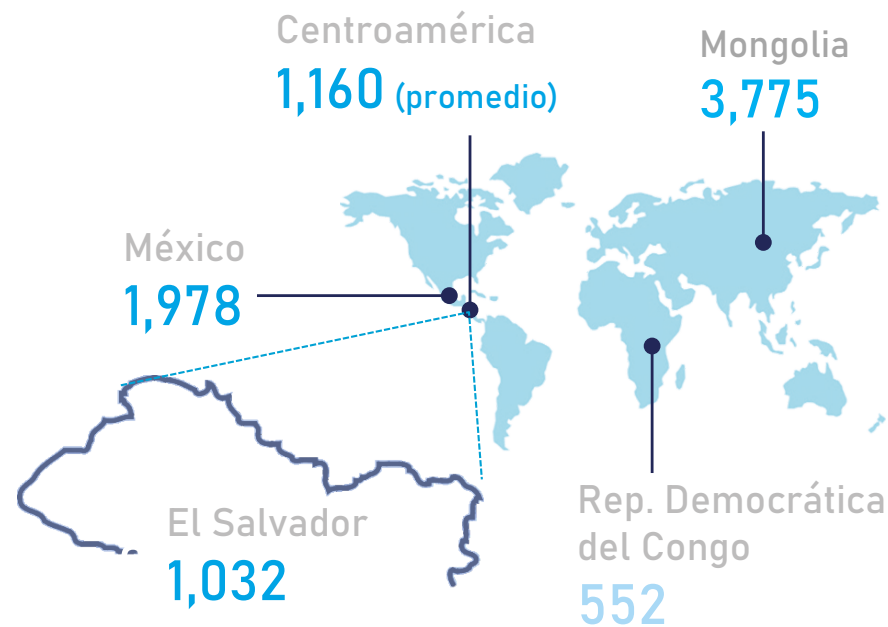 Centroamérica
1,160 (promedio)
Mongolia
3,775
México
1,978
El Salvador
1,032
Rep. Democrática
del Congo
552